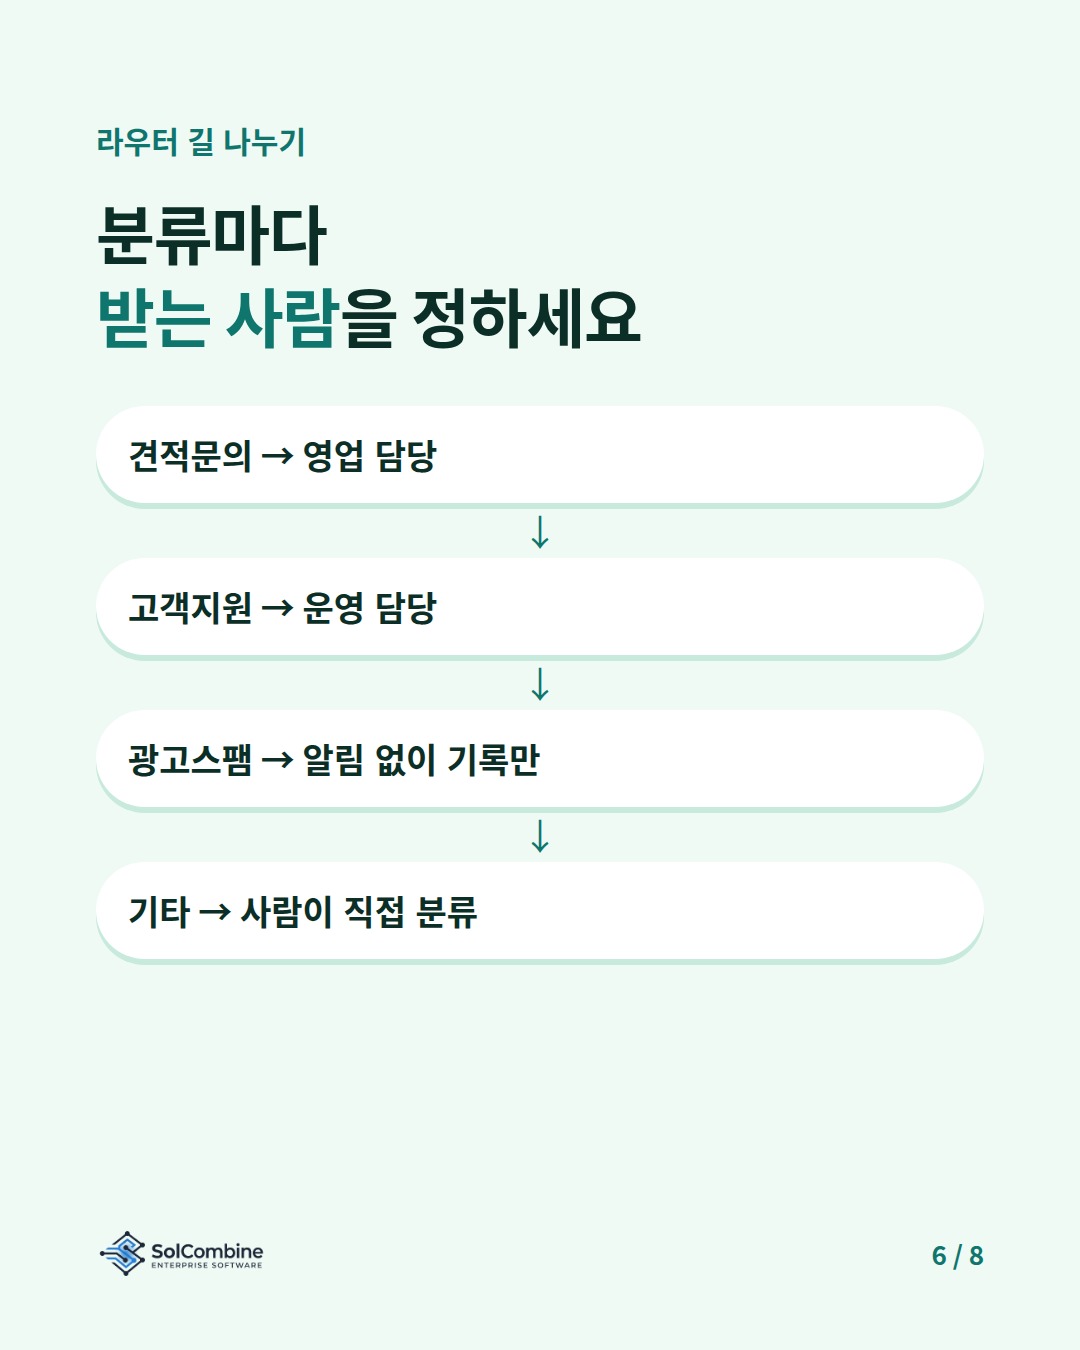 라우터 길 나누기
분류마다
받는 사람을 정하세요
견적문의 → 영업 담당
↓
고객지원 → 운영 담당
↓
광고스팸 → 알림 없이 기록만
↓
기타 → 사람이 직접 분류
SolCombine
ENTERPRISE SOFTWARE
6 / 8